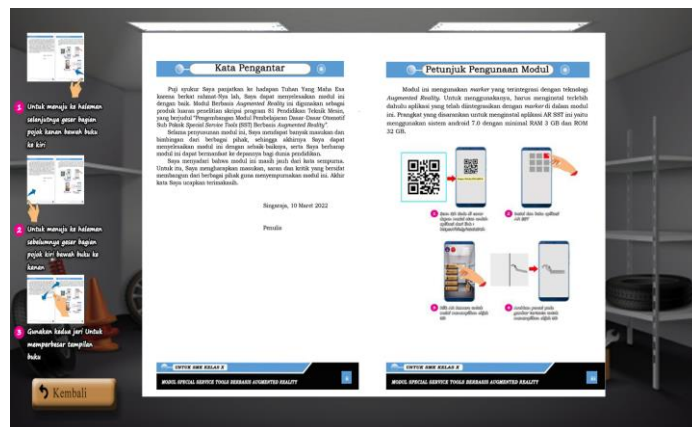 1 Untuk menuju ke halaman
selanjutnya geser bagian
pojok kanan bawah buku
ke kiri
2 Untuk menuju ke halaman
sebelumnya geser bagian
pojok kiri bawah buku ke
kanan
3 Gunakan kedua jari Untuk
memperbesar tampilan
buku
Kembali
Kata Pengantar
Puji syukur Saya panjatkan ke hadapan Tuhan Yang Maha Esa
karena berkat rahmat-Nya lah, Saya dapat menyelesaikan modul ini
dengan baik. Modul Berbasis Augmented Reality ini digunakan sebagai
produk luaran penelitian skripsi program S1 Pendidikan Teknik Mesin,
yang berjudul "Pengembangan Modul Pembelajaran Dasar-Dasar Otomotif
Sub Pokok Special Service Tools (SST) Berbasis Augmented Reality".
Selama penyusunan modul ini, Saya mendapat banyak masukan dan
bimbingan dari berbagai pihak, sehingga akhirnya Saya dapat
menyelesaikan modul ini dengan sebaik-baiknya, serta Saya berharap
modul ini dapat bermanfaat ke depannya bagi dunia pendidikan.
Saya menyadari bahwa modul ini masih jauh dari kata sempurna.
Untuk itu, Saya mengharapkan masukan, saran dan kritik yang bersifat
membangun dari berbagai pihak guna menyempurnakan modul ini. Akhir
kata Saya ucapkan terimakasih.
Singaraja, 10 Maret 2022
Penulis
UNTUK SMK KELAS X
MODUL SPECIAL SERVICE TOOLS BERBASIS AUGMENTED REALITY
Petunjuk Pengunaan Modul
Modul ini mengunakan marker yang terintegrasi dengan teknologi
Augmented Reality. Untuk menggunakannya, harus menginstal terlebih
dahulu aplikasi yang telah diintegrasikan dengan marker di dalam modul
ini. Prangkat yang disarankan untuk menginstal aplikasi AR SST ini yaitu
menggunakan sistem android 7.0 dengan minimal RAM 3 GB dan ROM
32 GB.
1
2
3
4
UNTUK SMK KELAS X
MODUL SPECIAL SERVICE TOOLS BERBASIS AUGMENTED REALITY